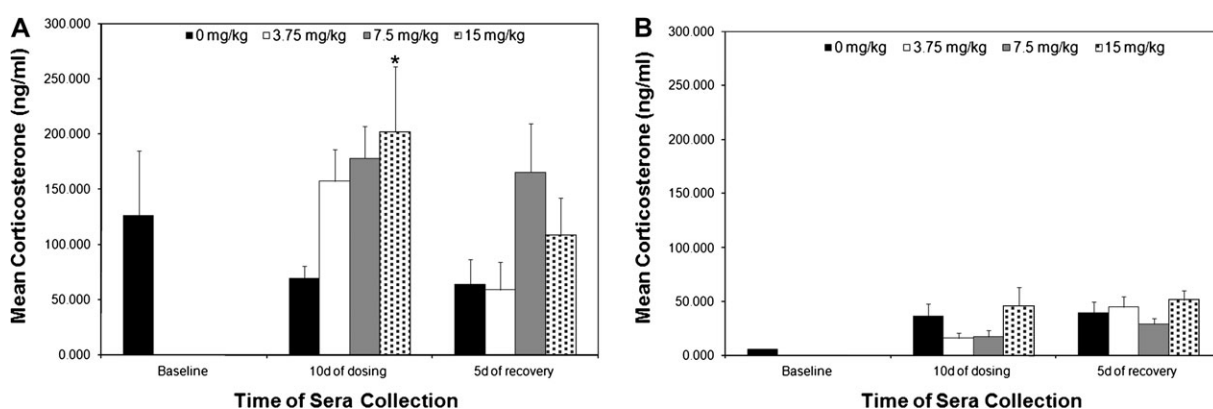 A
Mean Corticosterone (ng/ml)
300 000
250 000
200 000
150 000
100 000
50 000
0.000
0 mg/kg 3.75 mg/kg 7.5 mg/kg 15 mg/kg
*
Baseline 10d of dosing 5d of recovery
Time of Sera Collection
B
Mean Corticosterone (ng/ml)
300 000
250 000
200 000
150 000
100 000
50 000
0.000
0 mg/kg 3.75 mg/kg 7.5 mg/kg 15 mg/kg
Baseline 10d of dosing 5d of recovery
Time of Sera Collection